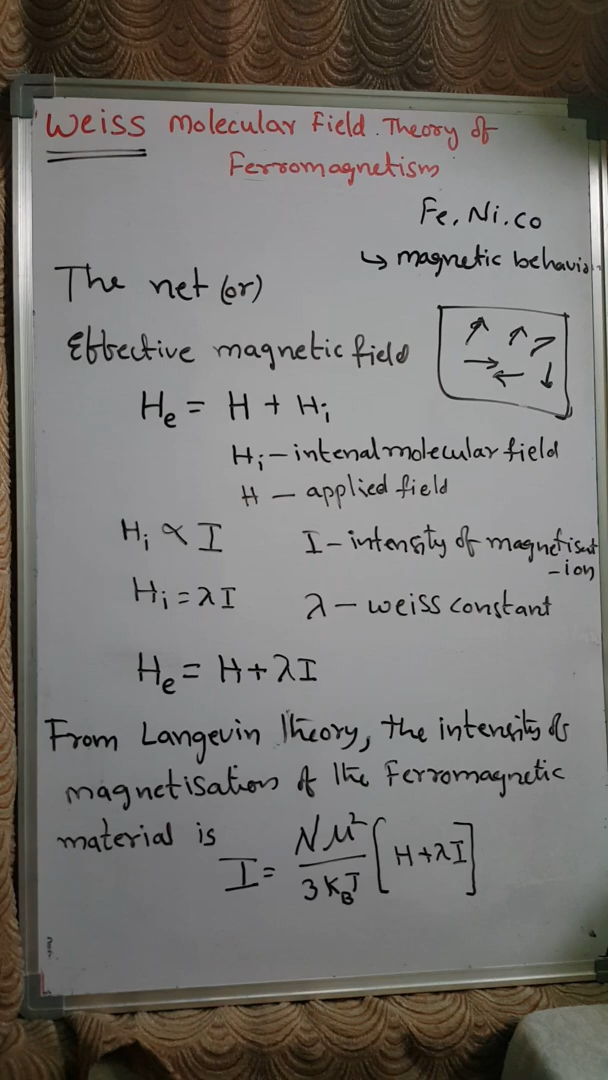 Weiss Molecular Field Theory of
Ferromagnetism
Fe, Ni, Co
↳ magnetic behavio
The net (or)
Effective magnetic field
He = H + Hi
Hi - intenal molecular field
H - applied field
Hi ∝ I I - intensity of magnetisat
-ion
Hi = λI λ - weiss constant
He = H + λI
From Langevin Theory, the intensity of
magnetisation of the Ferromagnetic
material is
I = Nμ²/3KBT [H + λI]